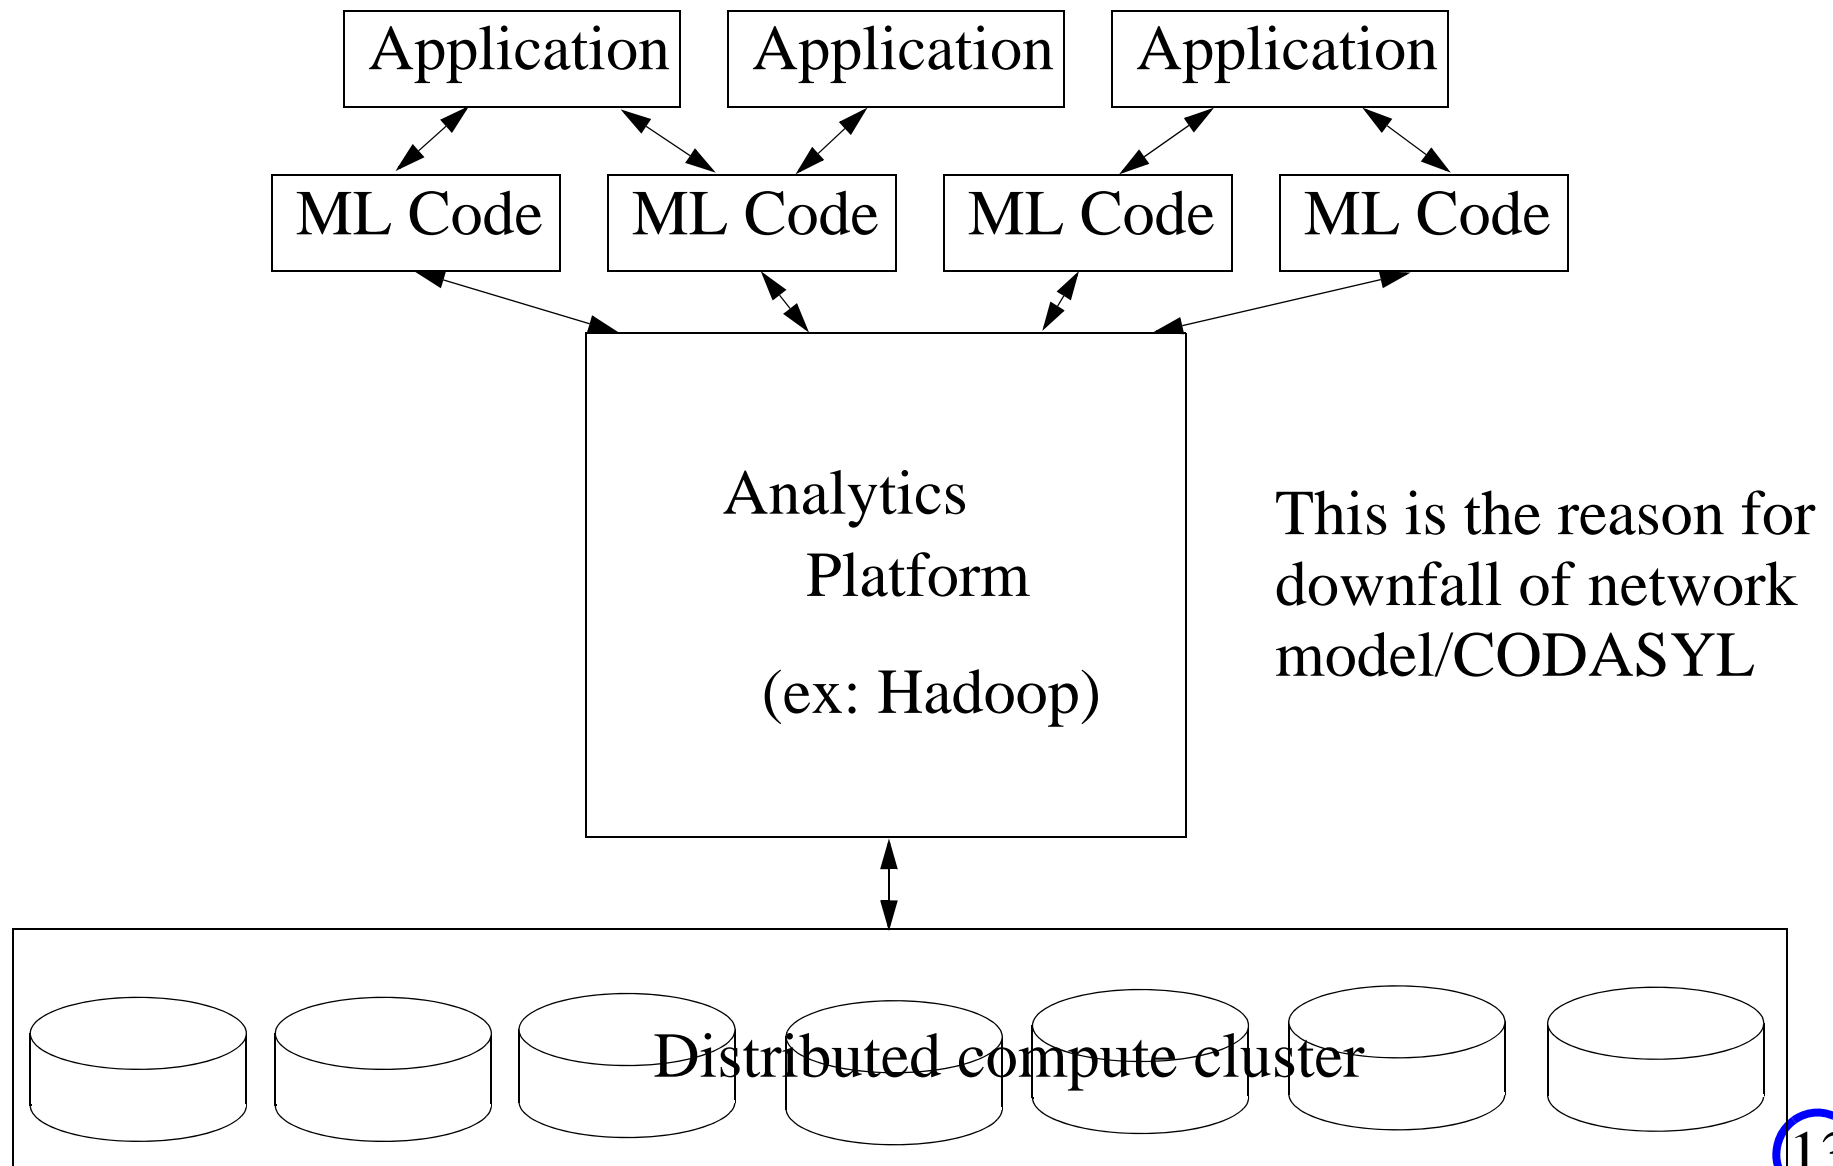 Application
Application
Application
ML Code
ML Code
ML Code
ML Code
Analytics
Platform
(ex: Hadoop)
This is the reason for
downfall of network
model/CODASYL
Distributed compute cluster